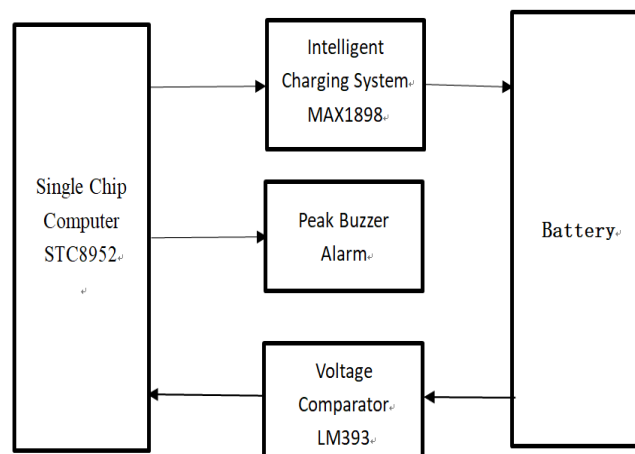 Single Chip
Computer
STC8952
Intelligent
Charging System
MAX1898
Peak Buzzer
Alarm
Voltage
Comparator
LM393
Battery